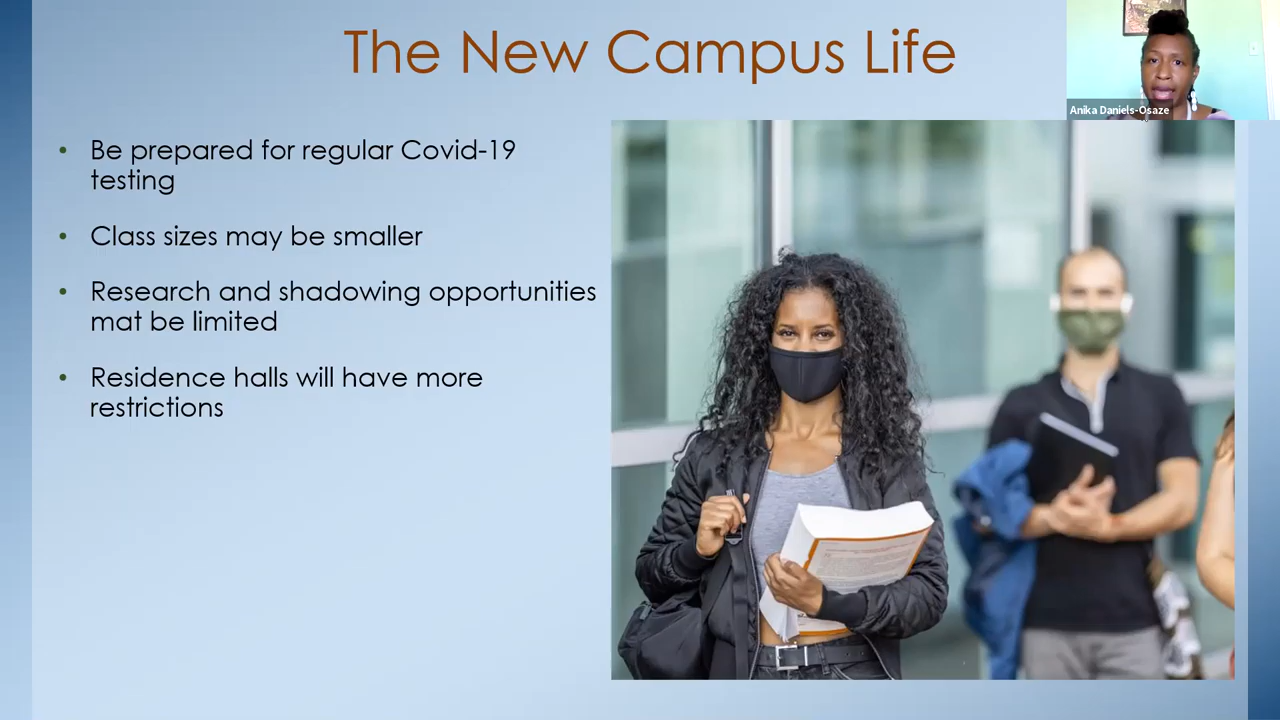 The New Campus Life
Anika Daniels-Osaze
• Be prepared for regular Covid-19
testing
• Class sizes may be smaller
• Research and shadowing opportunities
mat be limited
• Residence halls will have more
restrictions